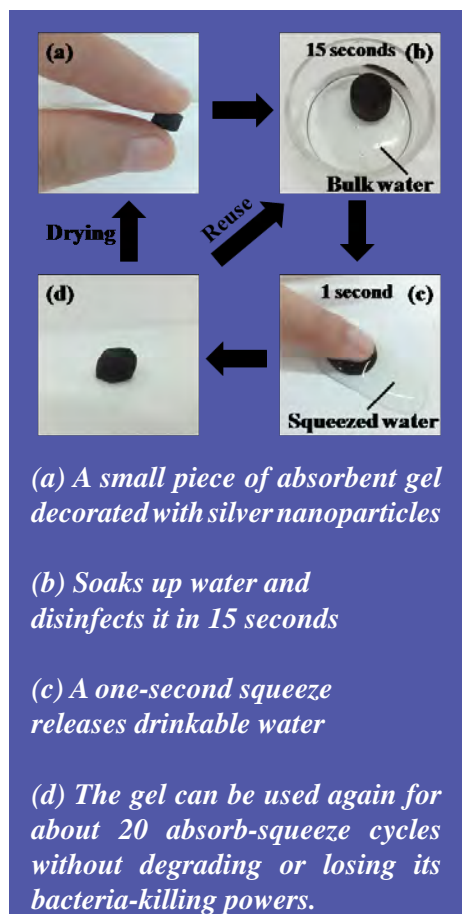 (a)
15 seconds (b)
Bulk water
Drying
Reuse
(d)
1 second (c)
Squeezed water
(a) A small piece of absorbent gel
decorated with silver nanoparticles
(b) Soaks up water and
disinfects it in 15 seconds
(c) A one-second squeeze
releases drinkable water
(d) The gel can be used again for
about 20 absorb-squeeze cycles
without degrading or losing its
bacteria-killing powers.